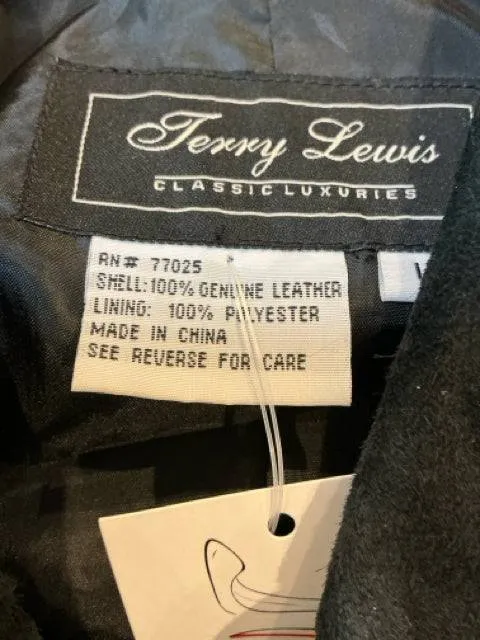 Terry Lewis
CLASSIC LUXURIES
RN# 77025
SHELL: 100% GENUINE LEATHER
LINING: 100% POLYESTER
MADE IN CHINA
SEE REVERSE FOR CARE